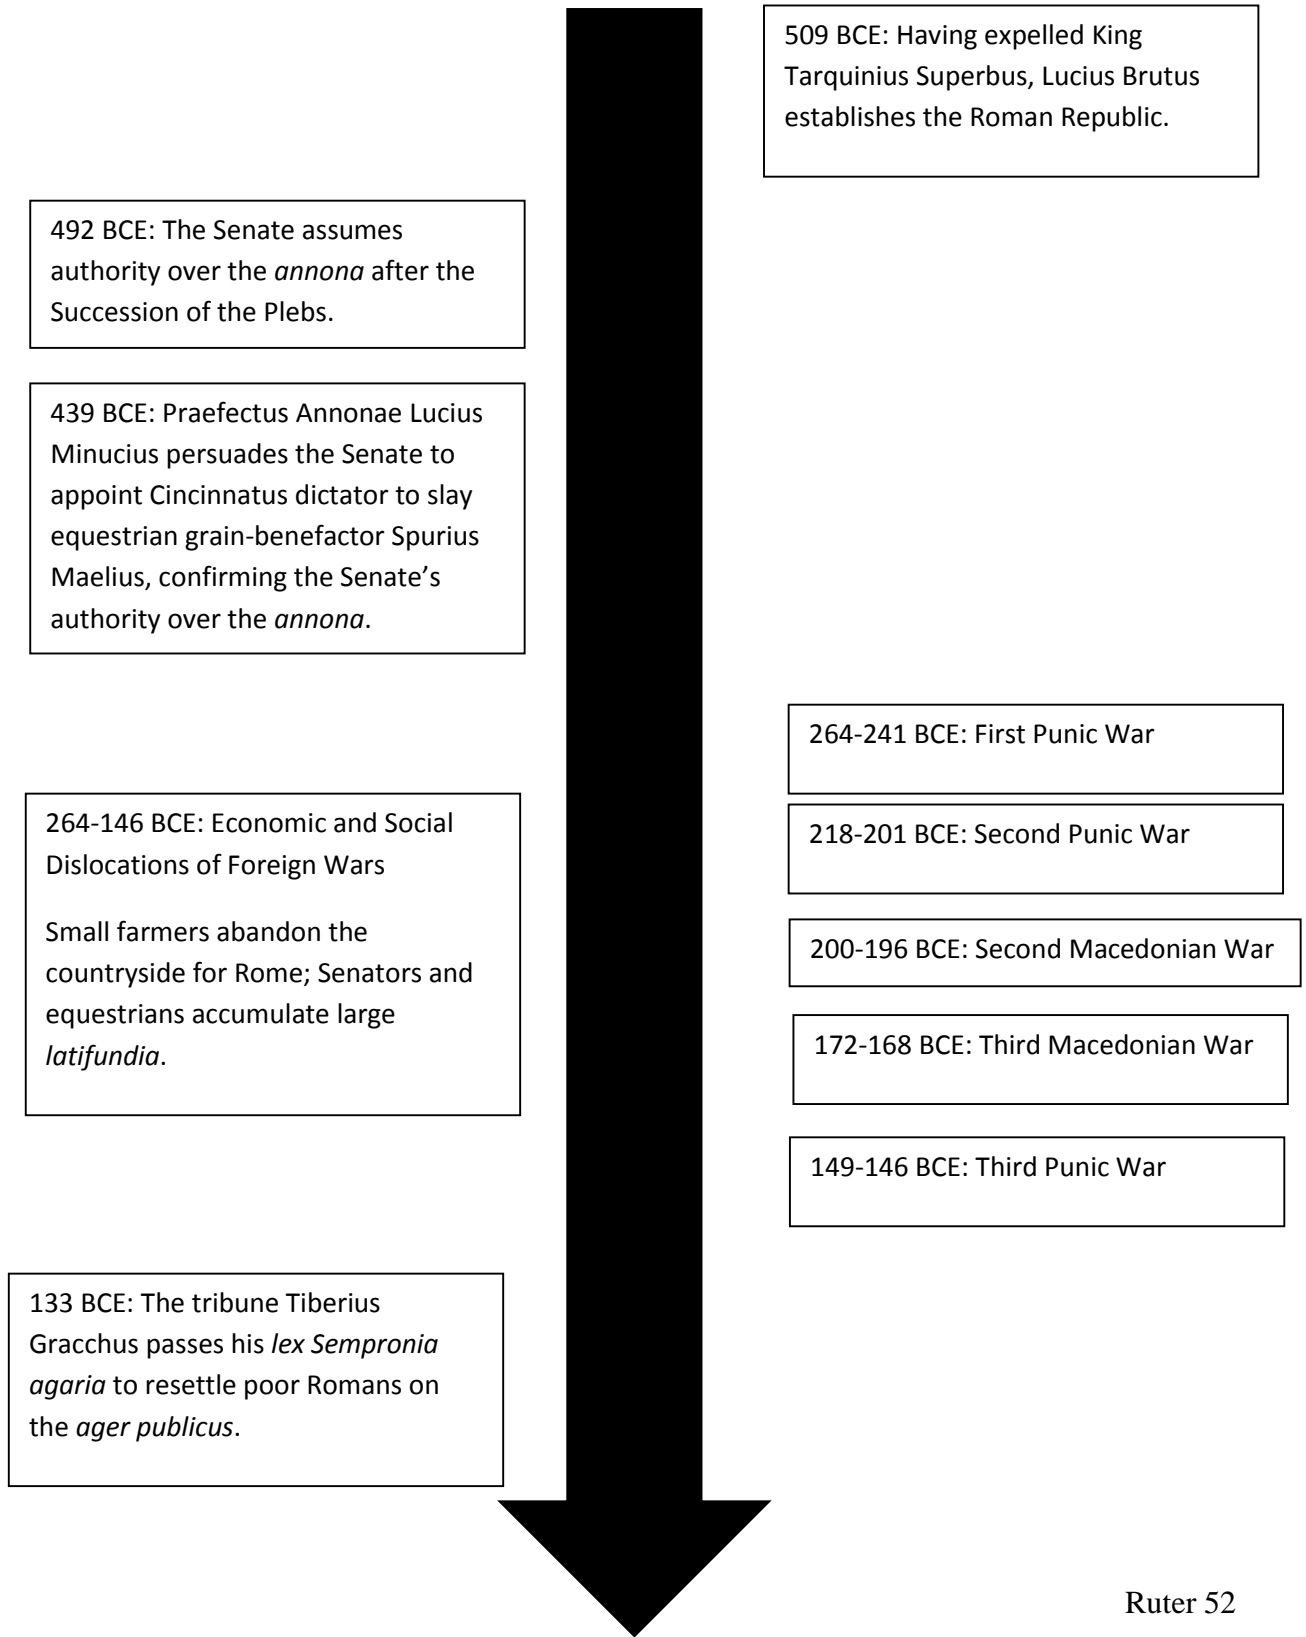 509 BCE: Having expelled King
Tarquinius Superbus, Lucius Brutus
establishes the Roman Republic.
492 BCE: The Senate assumes
authority over the annona after the
Succession of the Plebs.
439 BCE: Praefectus Annonae Lucius
Minucius persuades the Senate to
appoint Cincinnatus dictator to slay
equestrian grain-benefactor Spurius
Maelius, confirming the Senate’s
authority over the annona.
264-241 BCE: First Punic War
264-146 BCE: Economic and Social
Dislocations of Foreign Wars
Small farmers abandon the
countryside for Rome; Senators and
equestrians accumulate large
latifundia.
218-201 BCE: Second Punic War
200-196 BCE: Second Macedonian War
172-168 BCE: Third Macedonian War
149-146 BCE: Third Punic War
133 BCE: The tribune Tiberius
Gracchus passes his lex Sempronia
agaria to resettle poor Romans on
the ager publicus.
Ruter 52